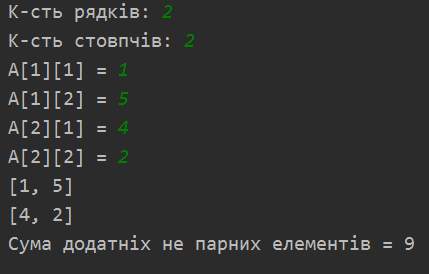 К-сть рядків: 2
К-сть стовпчів: 2
A[1][1] = 1
A[1][2] = 5
A[2][1] = 4
A[2][2] = 2
[1, 5]
[4, 2]
Сума додатніх не парних елементів = 9